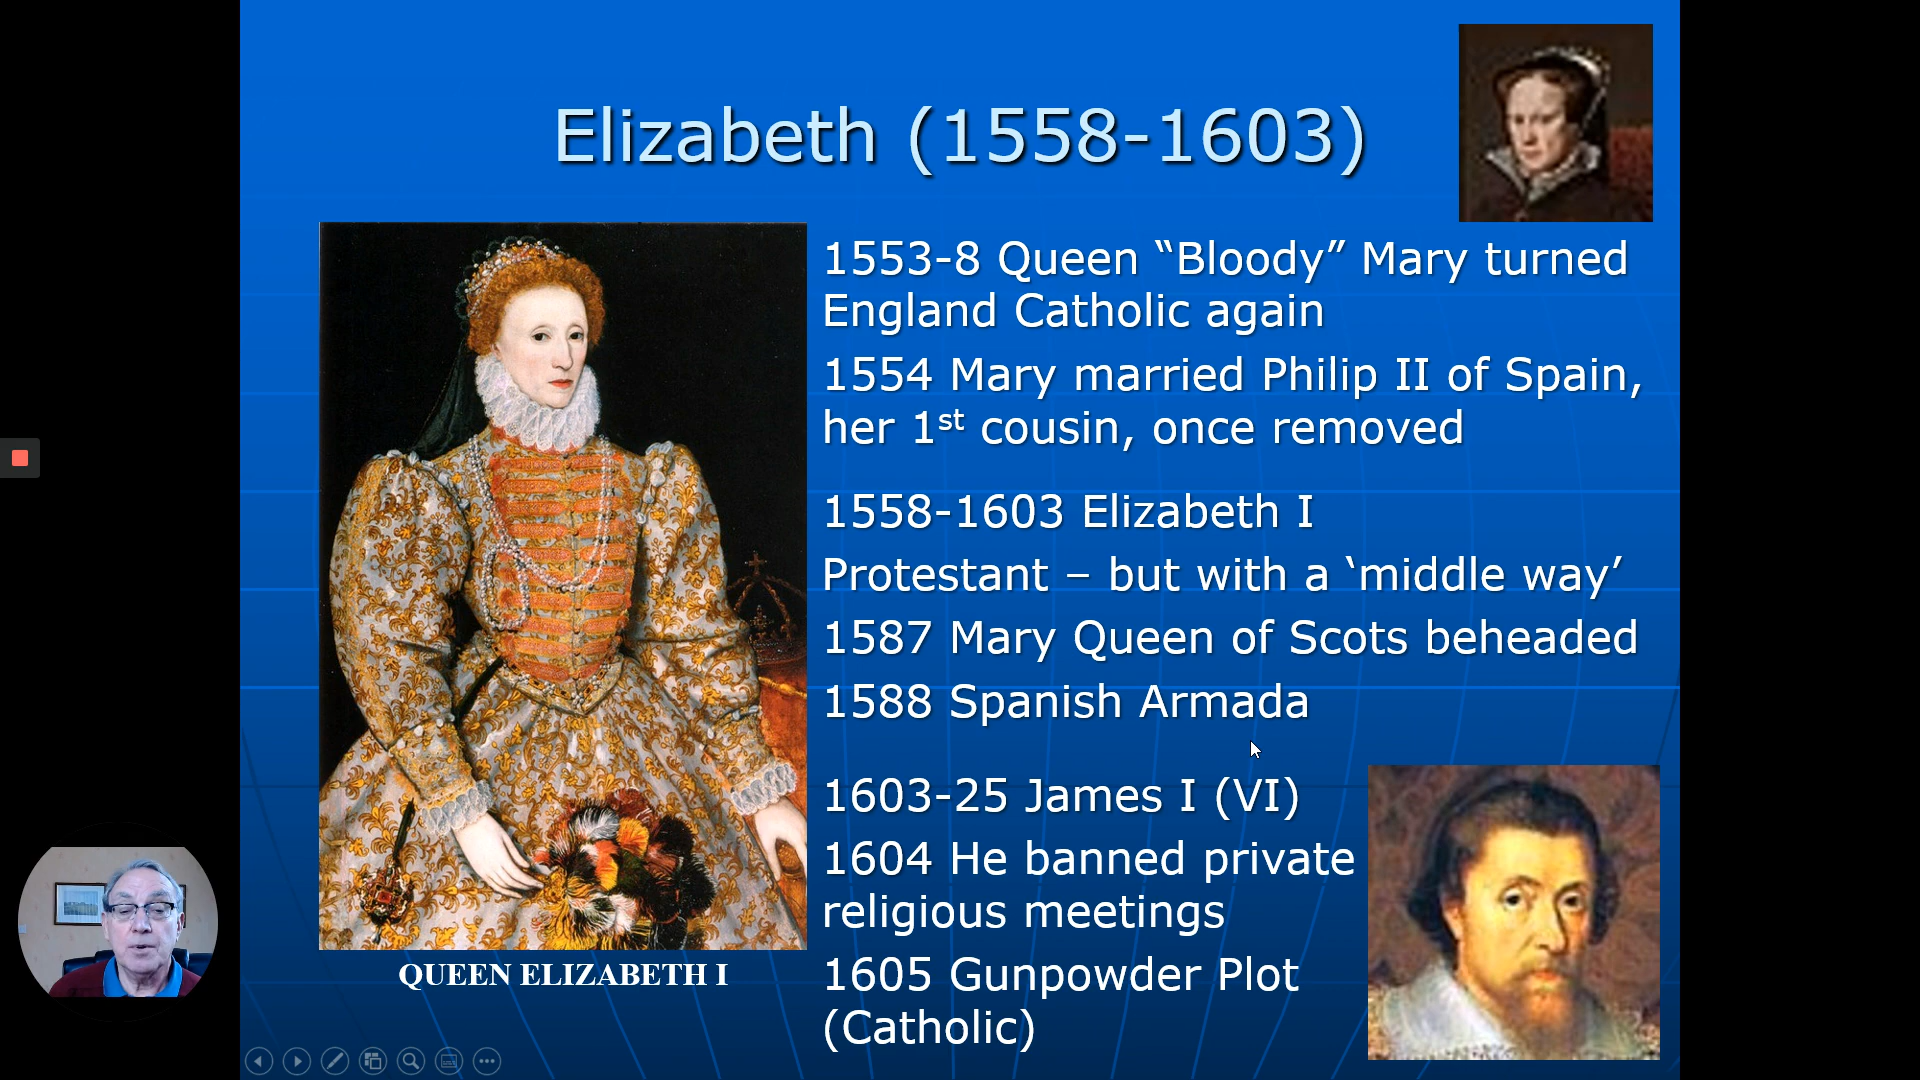 Elizabeth (1558-1603)
1553-8 Queen “Bloody” Mary turned
England Catholic again
1554 Mary married Philip II of Spain,
her 1st cousin, once removed
1558-1603 Elizabeth I
Protestant – but with a ‘middle way’
1587 Mary Queen of Scots beheaded
1588 Spanish Armada
1603-25 James I (VI)
1604 He banned private
religious meetings
1605 Gunpowder Plot
(Catholic)
QUEEN ELIZABETH I